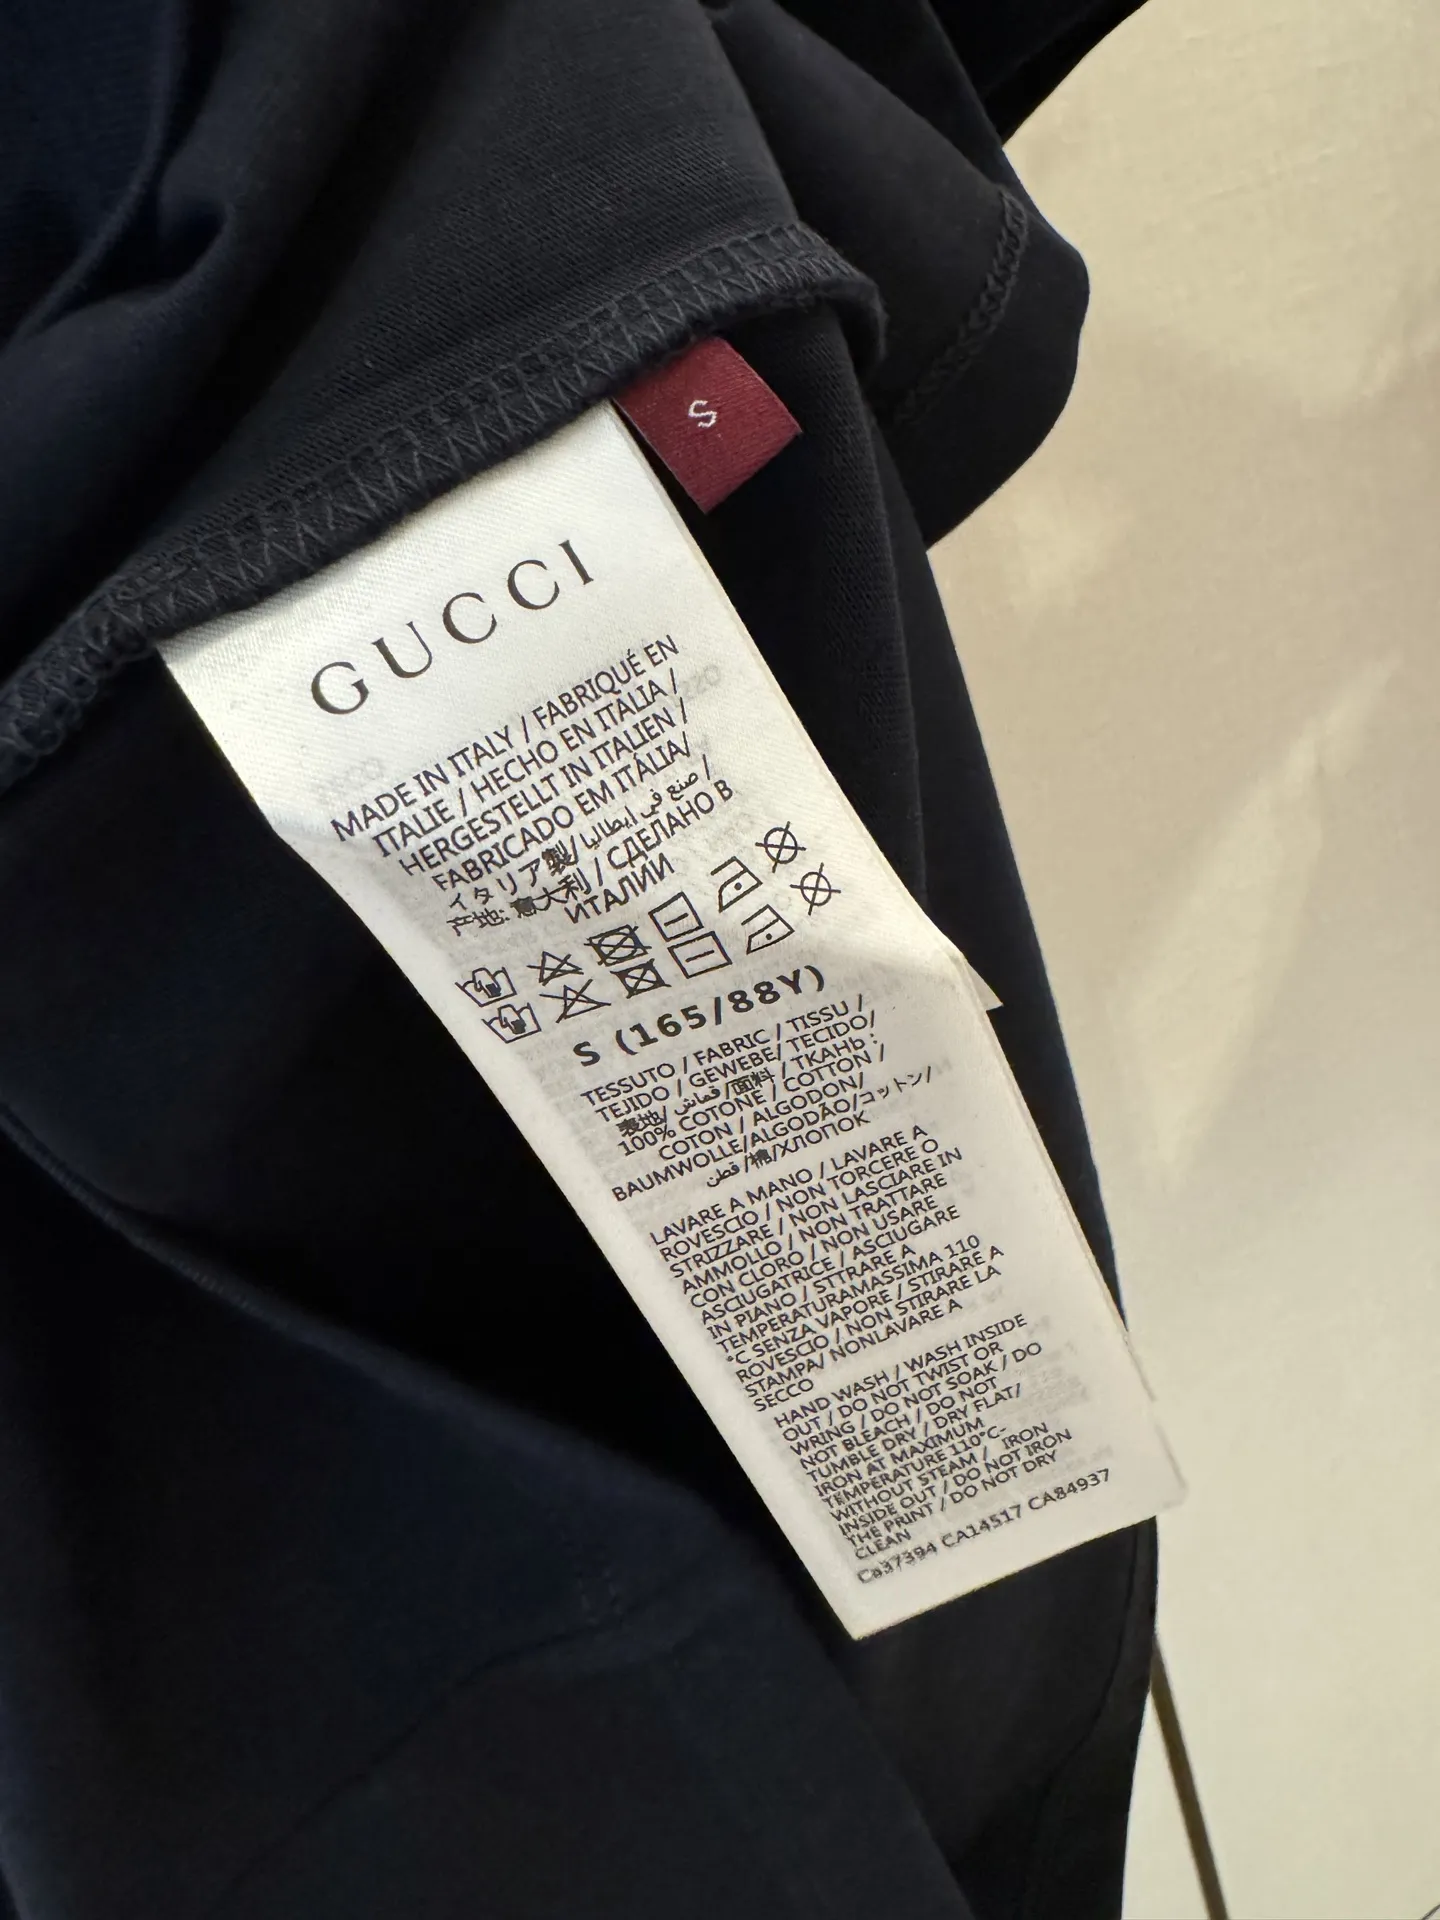 S
GUCCI
MADE IN ITALY / FABRIQUÉ EN
ITALIE / HECHO EN ITALIA /
HERGESTELLT IN ITALIEN /
FABRICADO EM ITÁLIA/
イタリア製/ صنع في إيطاليا /
产地: 意大利 / СДЕЛАНО В
ИТАЛИИ
S (165/88Y)
TESSUTO / FABRIC / TISSU /
TEJIDO / GEWEBE/ TECIDO/
表地/ قماش /面料 / ТКАНЬ :
100% COTONE / COTTON /
COTON / ALGODON/
BAUMWOLLE/ALGODÃO/コットン/
قطن /棉/ХЛОПОК
LAVARE A MANO / LAVARE A
ROVESCIO / NON TORCERE O
STRIZZARE / NON LASCIARE IN
AMMOLLO / NON TRATTARE
CON CLORO / NON USARE
ASCIUGATRICE / ASCIUGARE
IN PIANO / STTRARE A
TEMPERATURAMASSIMA 110
°C SENZA VAPORE / STIRARE A
ROVESCIO / NON STIRARE LA
STAMPA/ NONLAVARE A
SECCO
HAND WASH / WASH INSIDE
OUT / DO NOT TWIST OR
WRING / DO NOT SOAK / DO
NOT BLEACH / DO NOT
TUMBLE DRY / DRY FLAT/
IRON AT MAXIMUM
TEMPERATURE 110°C-
WITHOUT STEAM / IRON
INSIDE OUT / DO NOT IRON
THE PRINT / DO NOT DRY
CLEAN
Ca37394 CA14517 CA84937